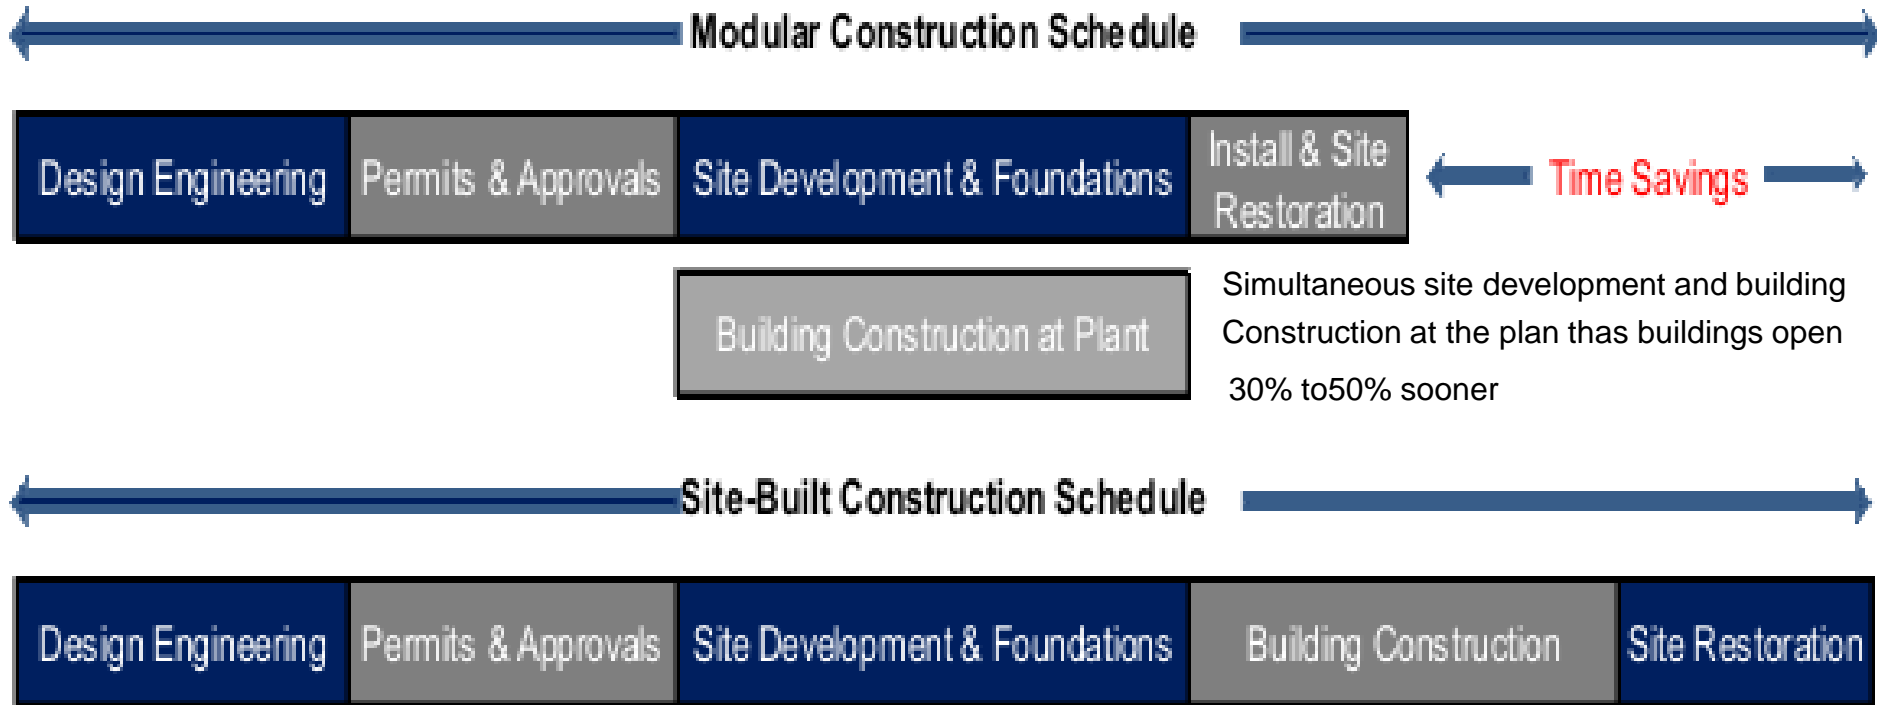 Modular Construction Schedule
Design Engineering
Permits & Approvals
Site Development & Foundations
Install & Site
Restoration
Time Savings
Building Construction at Plant
Simultaneous site development and building
Construction at the plan thas buildings open
30% to50% sooner
Site-Built Construction Schedule
Design Engineering
Permits & Approvals
Site Development & Foundations
Building Construction
Site Restoration